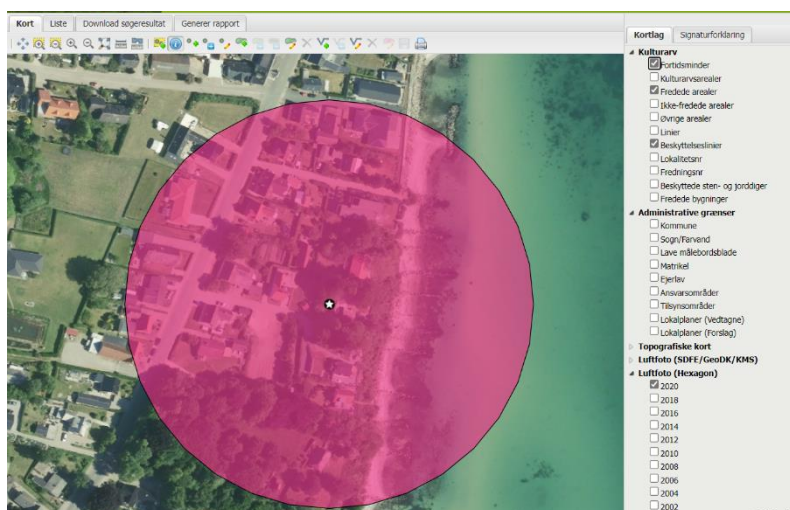 Kort Liste Download søgeresultat Generer rapport
Kortlag Signaturforklaring
Kulturarv
Fortidsminder
Kulturarvsarealer
Fredede arealer
Ikke-fredede arealer
Øvrige arealer
Linier
Beskyttelseslinier
Lokalitetsnr
Fredningsnr
Beskyttede sten- og jorddiger
Fredede bygninger
Administrative grænser
Kommune
Sogn/Farvand
Lave målebordsblade
Matrikel
Ejerlav
Ansvarsområder
Tilsynsområder
Lokalplaner (Vedtagne)
Lokalplaner (Forslag)
Topografiske kort
Luftfoto (SDFE/GeoDK/KMS)
Luftfoto (Hexagon)
2020
2018
2016
2014
2012
2010
2008
2006
2004
2002